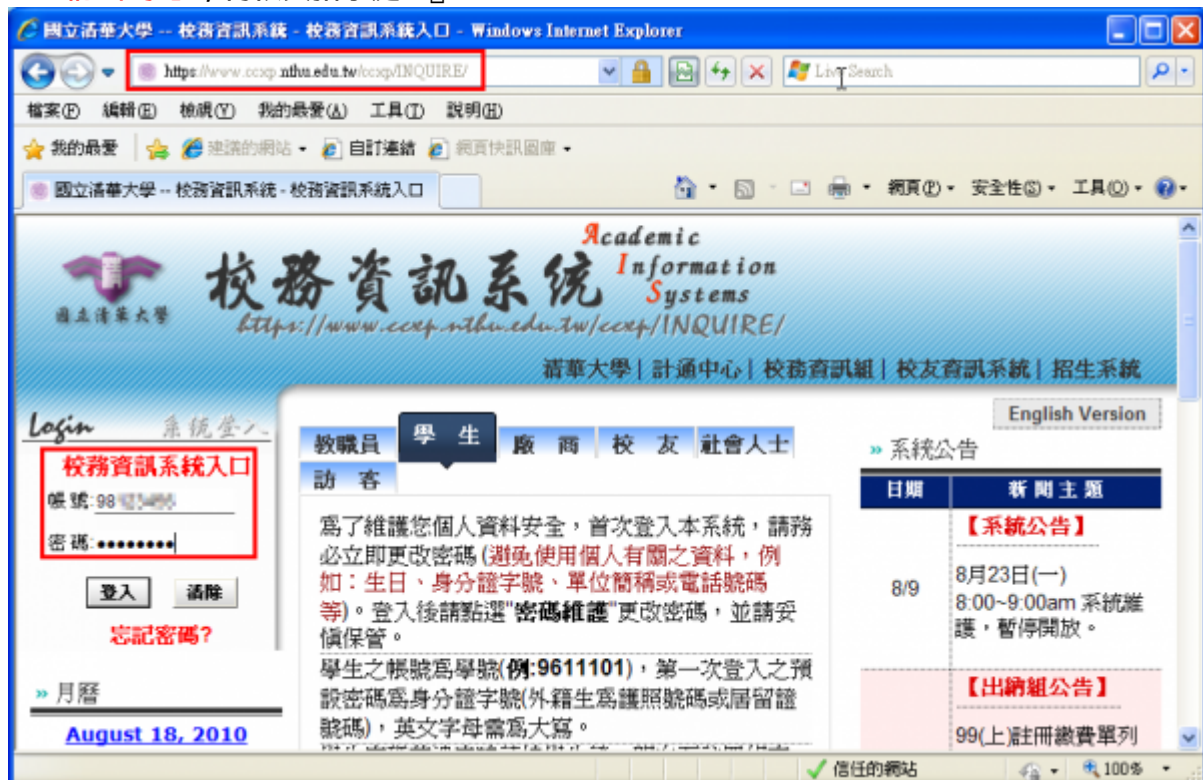 國立清華大學 -- 校務資訊系統 - 校務資訊系統入口 - Windows Internet Explorer
https://www.ccxp.nthu.edu.tw/ccxp/INQUIRE/
Live Search
檔案(F) 編輯(E) 檢視(V) 我的最愛(A) 工具(T) 說明(H)
我的最愛 建議的網站 自訂連結 網頁快訊圖庫
國立清華大學 -- 校務資訊系統 - 校務資訊系統入口
網頁(P) 安全性(S) 工具(O)
國立清華大學
校務資訊系統
Academic
Information
Systems
https://www.ccxp.nthu.edu.tw/ccxp/INQUIRE/
清華大學 | 計通中心 | 校務資訊組 | 校友資訊系統 | 招生系統
Login 系統登入
校務資訊系統入口
帳號:98
密碼:••••••••
登入 清除
忘記密碼?
月曆
August 18, 2010
教職員 學 生 廠 商 校 友 社會人士
訪 客
為了維護您個人資料安全,首次登入本系統,請務
必立即更改密碼(避免使用個人有關之資料,例
如:生日、身分證字號、單位簡稱或電話號碼
等)。登入後請點選"密碼維護"更改密碼,並請妥
慎保管。
學生之帳號為學號(例:9611101),第一次登入之預
設密碼為身分證字號(外籍生為護照號碼或居留證
號碼),英文字母需為大寫。
English Version
系統公告
日期 新聞主題
【系統公告】
8/9
8月23日(一)
8:00~9:00am 系統維
護,暫停開放。
【出納組公告】
99(上)註冊繳費單列
信任的網站
100%